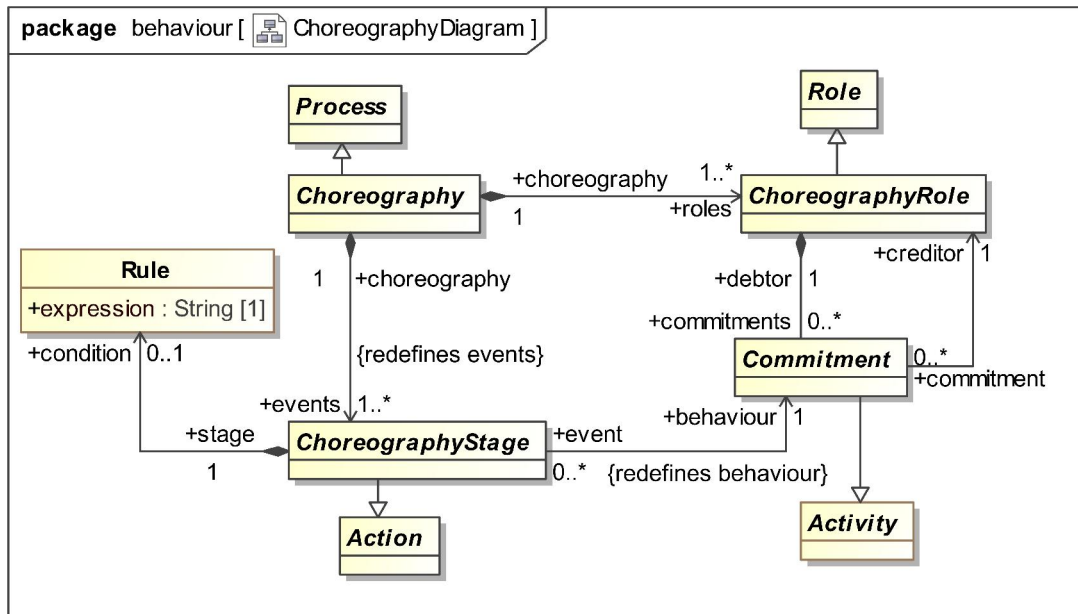 package behaviour [ ChoreographyDiagram ]
Process
Role
Choreography
+choreography
1
1..*
+roles
ChoreographyRole
Rule
+expression : String [1]
1
+choreography
+debtor
1
+creditor
1
+condition
0..1
{redefines events}
+commitments
0..*
Commitment
0..*
+commitment
+events
1..*
+behaviour
1
+stage
1
ChoreographyStage
+event
0..*
{redefines behaviour}
Action
Activity